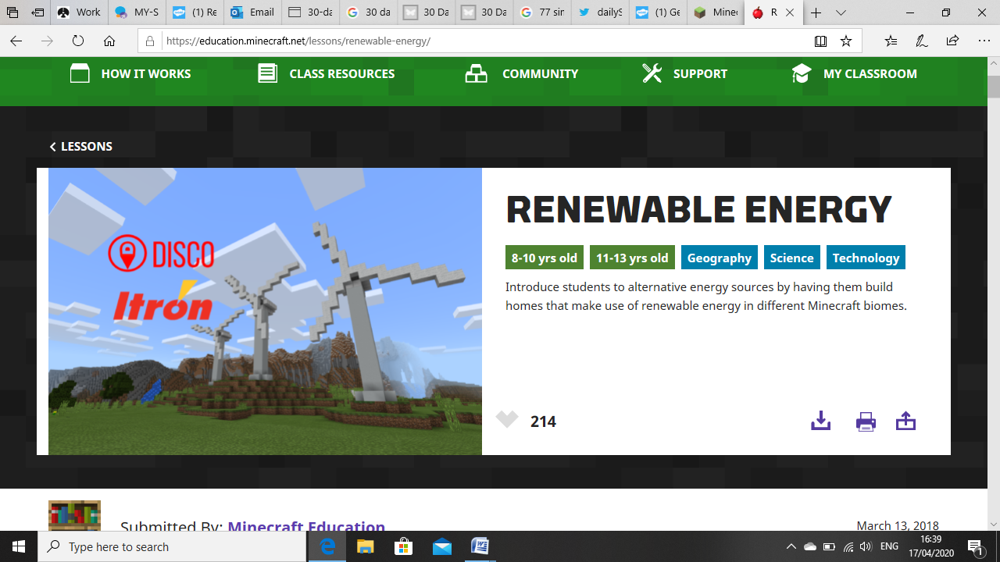 Work
MY-S
(1) Re
Email
30-da
30 da
30 Da
30 Da
77 sir
dailyS
(1) Ge
Mine
R
https://education.minecraft.net/lessons/renewable-energy/
HOW IT WORKS
CLASS RESOURCES
COMMUNITY
SUPPORT
MY CLASSROOM
LESSONS
DISCO
Itrón
RENEWABLE ENERGY
8-10 yrs old
11-13 yrs old
Geography
Science
Technology
Introduce students to alternative energy sources by having them build
homes that make use of renewable energy in different Minecraft biomes.
214
Submitted By: Minecraft Education
March 13, 2018
Type here to search
ENG
16:39
17/04/2020
1